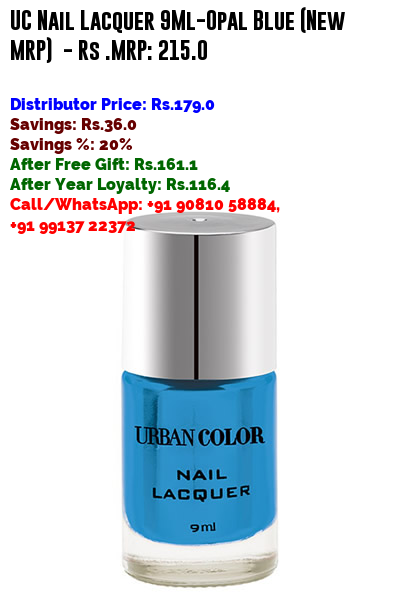 UC Nail Lacquer 9Ml-Opal Blue (New
MRP) - Rs .MRP: 215.0
Distributor Price: Rs.179.0
Savings: Rs.36.0
Savings %: 20%
After Free Gift: Rs.161.1
After Year Loyalty: Rs.116.4
Call/WhatsApp: +91 90810 58884,
+91 99137 22372
URBAN COLOR
NAIL
LACQUER
9ml